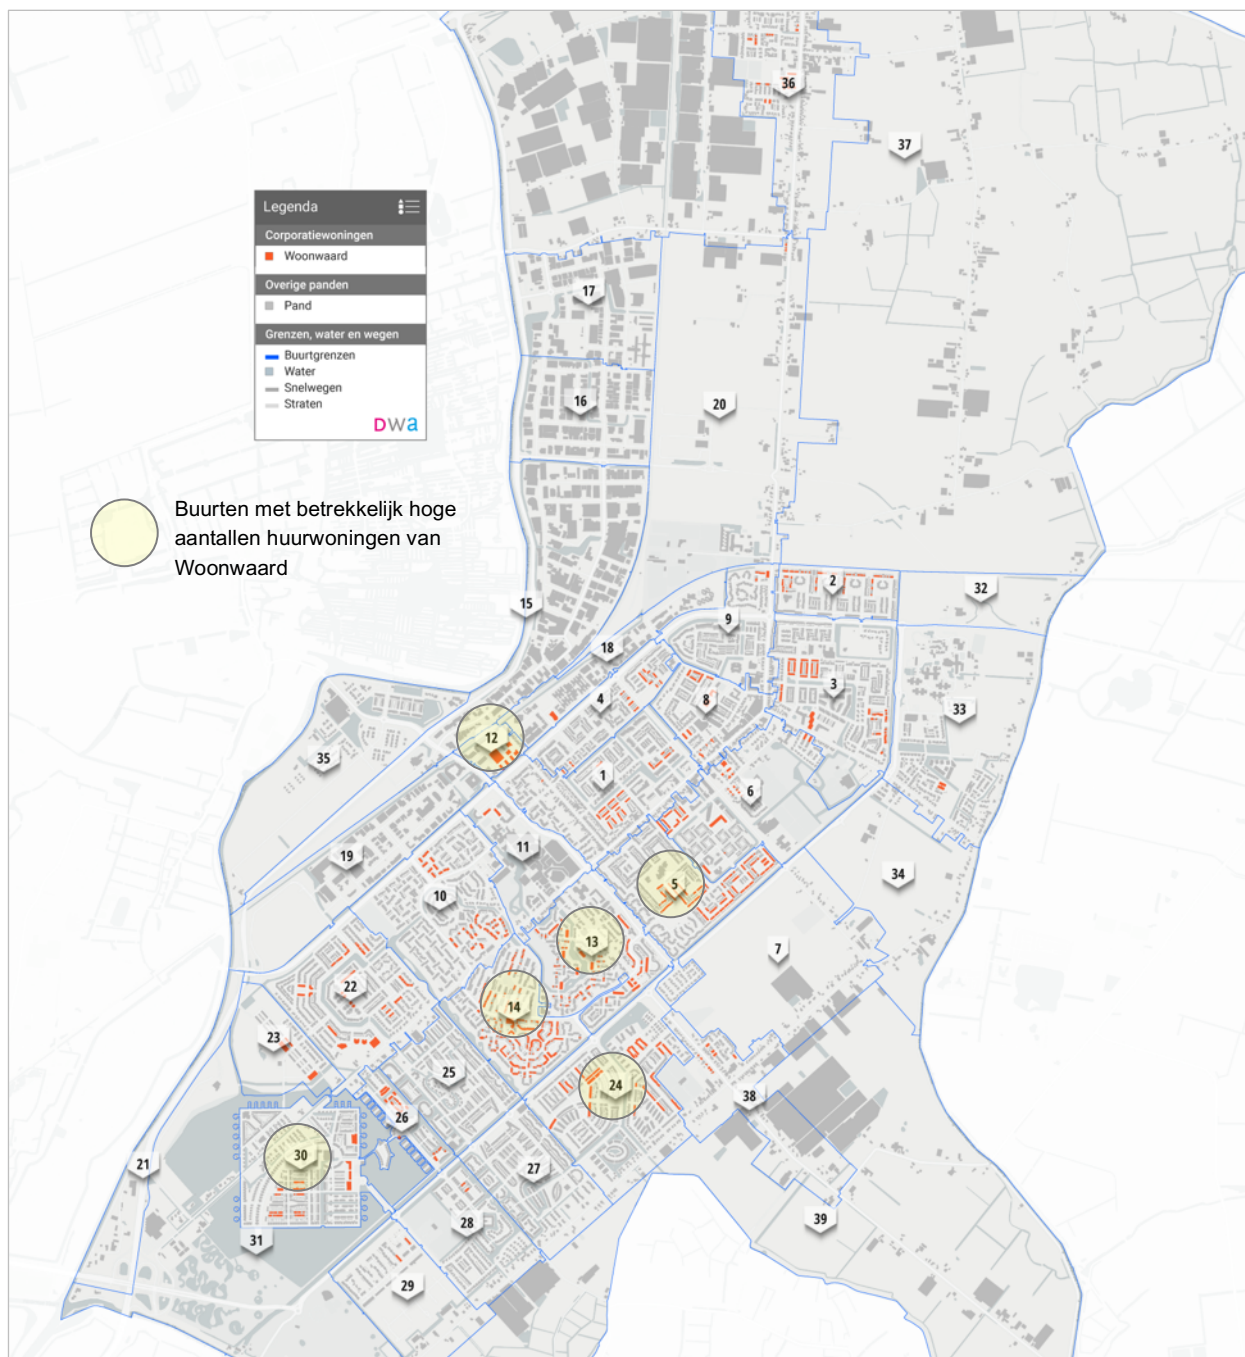 36
37
Legenda
Corporatiewoningen
Woonwaard
Overige panden
Pand
Grenzen, water en wegen
Buurtgrenzen
Water
Snelwegen
Straten
DWa
17
16
20
Buurten met betrekkelijk hoge
aantallen huurwoningen van
Woonwaard
2
32
15
9
18
3
4
8
33
12
35
1
6
11
19
5
34
10
13
7
22
14
23
25
24
38
26
30
21
27
39
28
31
29